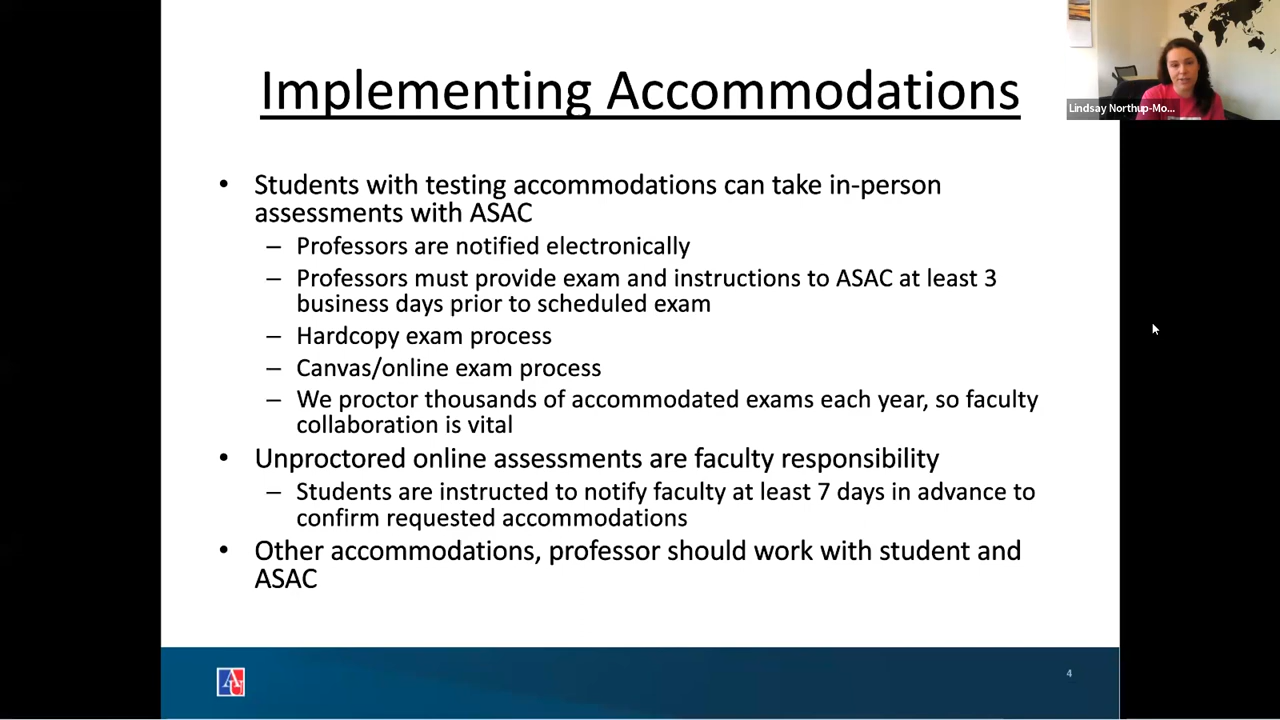 Implementing Accommodations
Lindsay Northup-Mo...
• Students with testing accommodations can take in-person
assessments with ASAC
– Professors are notified electronically
– Professors must provide exam and instructions to ASAC at least 3
business days prior to scheduled exam
– Hardcopy exam process
– Canvas/online exam process
– We proctor thousands of accommodated exams each year, so faculty
collaboration is vital
• Unproctored online assessments are faculty responsibility
– Students are instructed to notify faculty at least 7 days in advance to
confirm requested accommodations
• Other accommodations, professor should work with student and
ASAC
AU
4